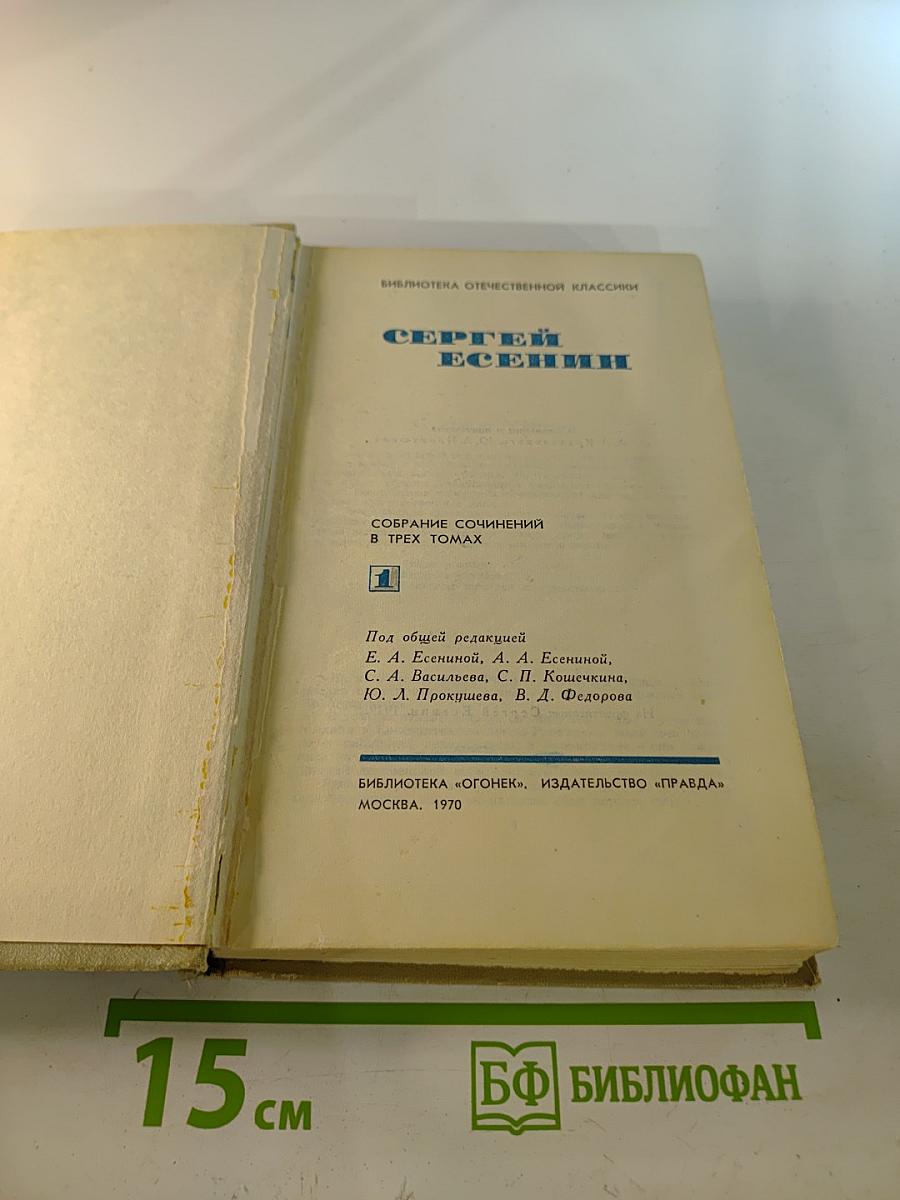 БИБЛИОТЕКА ОТЕЧЕСТВЕННОЙ КЛАССИКИ
СЕРГЕЙ
ЕСЕНИН
СОБРАНИЕ СОЧИНЕНИЙ
В ТРЕХ ТОМАХ
1
Под общей редакцией
Е. А. Есениной, А. А. Есениной,
С. А. Васильева, С. П. Кошечкина,
Ю. Л. Прокушева, В. Д. Федорова
БИБЛИОТЕКА «ОГОНЕК». ИЗДАТЕЛЬСТВО «ПРАВДА»
МОСКВА. 1970
15 см
БФ БИБЛИОФАН